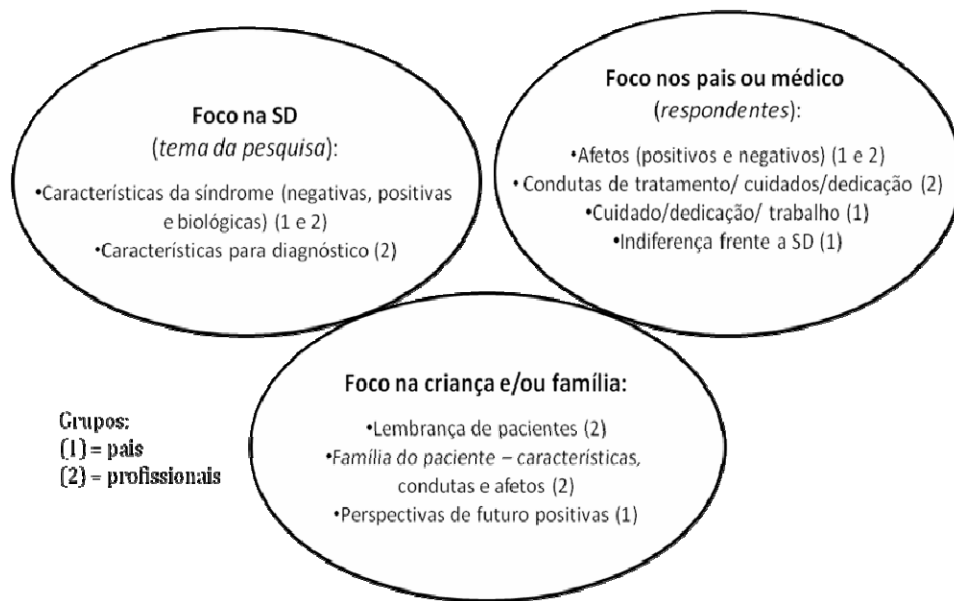 Foco na SD
(tema da pesquisa):
•Características da síndrome (negativas, positivas
e biológicas) (1 e 2)
•Características para diagnóstico (2)
Foco nos pais ou médico
(respondentes):
•Afetos (positivos e negativos) (1 e 2)
•Condutas de tratamento/ cuidados/dedicação (2)
•Cuidado/dedicação/ trabalho (1)
•Indiferença frente a SD (1)
Foco na criança e/ou família:
•Lembrança de pacientes (2)
•Família do paciente – características,
condutas e afetos (2)
•Perspectivas de futuro positivas (1)
Grupos:
(1) = pais
(2) = profissionais